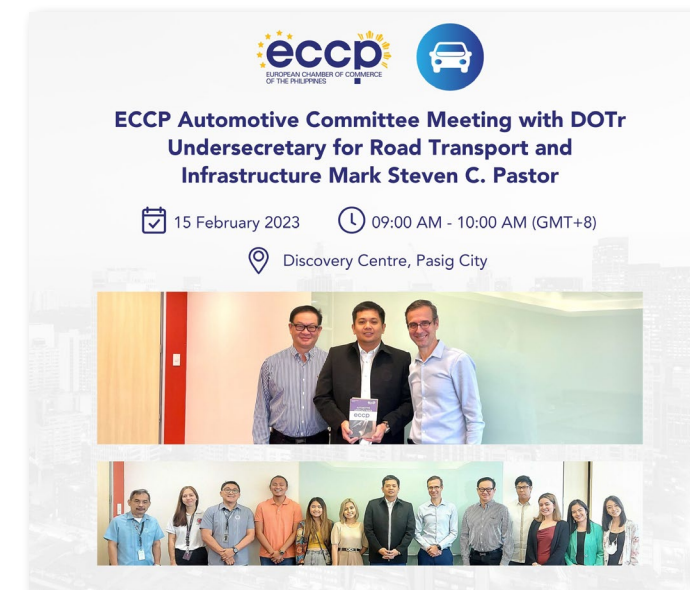 eccp
EUROPEAN CHAMBER OF COMMERCE
OF THE PHILIPPINES
ECCP Automotive Committee Meeting with DOTr
Undersecretary for Road Transport and
Infrastructure Mark Steven C. Pastor
15 February 2023
09:00 AM - 10:00 AM (GMT+8)
Discovery Centre, Pasig City
eccp